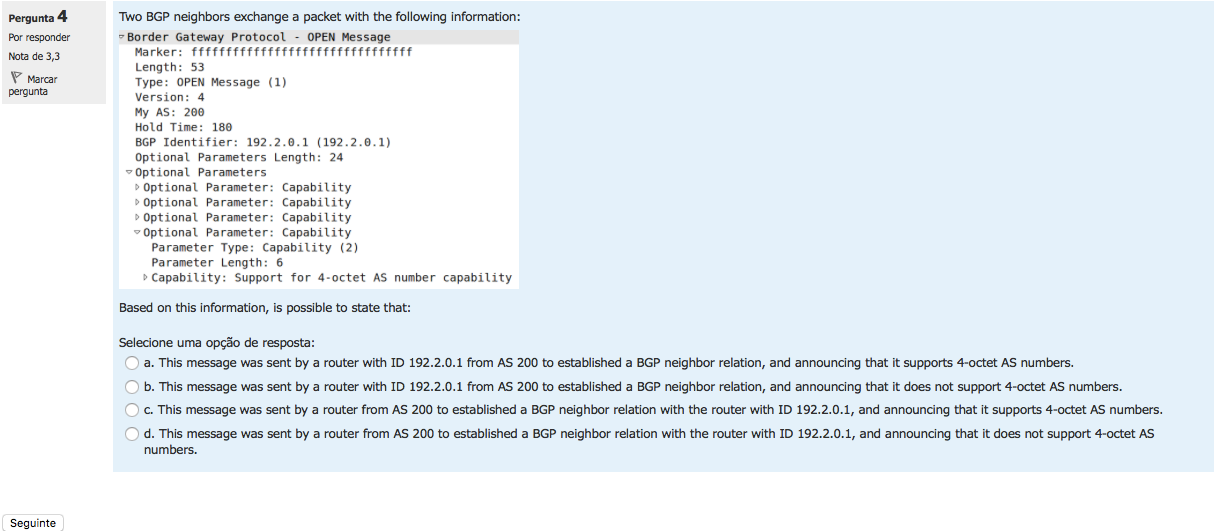 Pergunta 4
Por responder
Nota de 3,3
Marcar
pergunta
Two BGP neighbors exchange a packet with the following information:
Border Gateway Protocol - OPEN Message
Marker: ffffffffffffffffffffffffffffffff
Length: 53
Type: OPEN Message (1)
Version: 4
My AS: 200
Hold Time: 180
BGP Identifier: 192.2.0.1 (192.2.0.1)
Optional Parameters Length: 24
Optional Parameters
Optional Parameter: Capability
Optional Parameter: Capability
Optional Parameter: Capability
Optional Parameter: Capability
Parameter Type: Capability (2)
Parameter Length: 6
Capability: Support for 4-octet AS number capability
Based on this information, is possible to state that:
Selecione uma opção de resposta:
a. This message was sent by a router with ID 192.2.0.1 from AS 200 to established a BGP neighbor relation, and announcing that it supports 4-octet AS numbers.
b. This message was sent by a router with ID 192.2.0.1 from AS 200 to established a BGP neighbor relation, and announcing that it does not support 4-octet AS numbers.
c. This message was sent by a router from AS 200 to established a BGP neighbor relation with the router with ID 192.2.0.1, and announcing that it supports 4-octet AS numbers.
d. This message was sent by a router from AS 200 to established a BGP neighbor relation with the router with ID 192.2.0.1, and announcing that it does not support 4-octet AS
numbers.
Seguinte